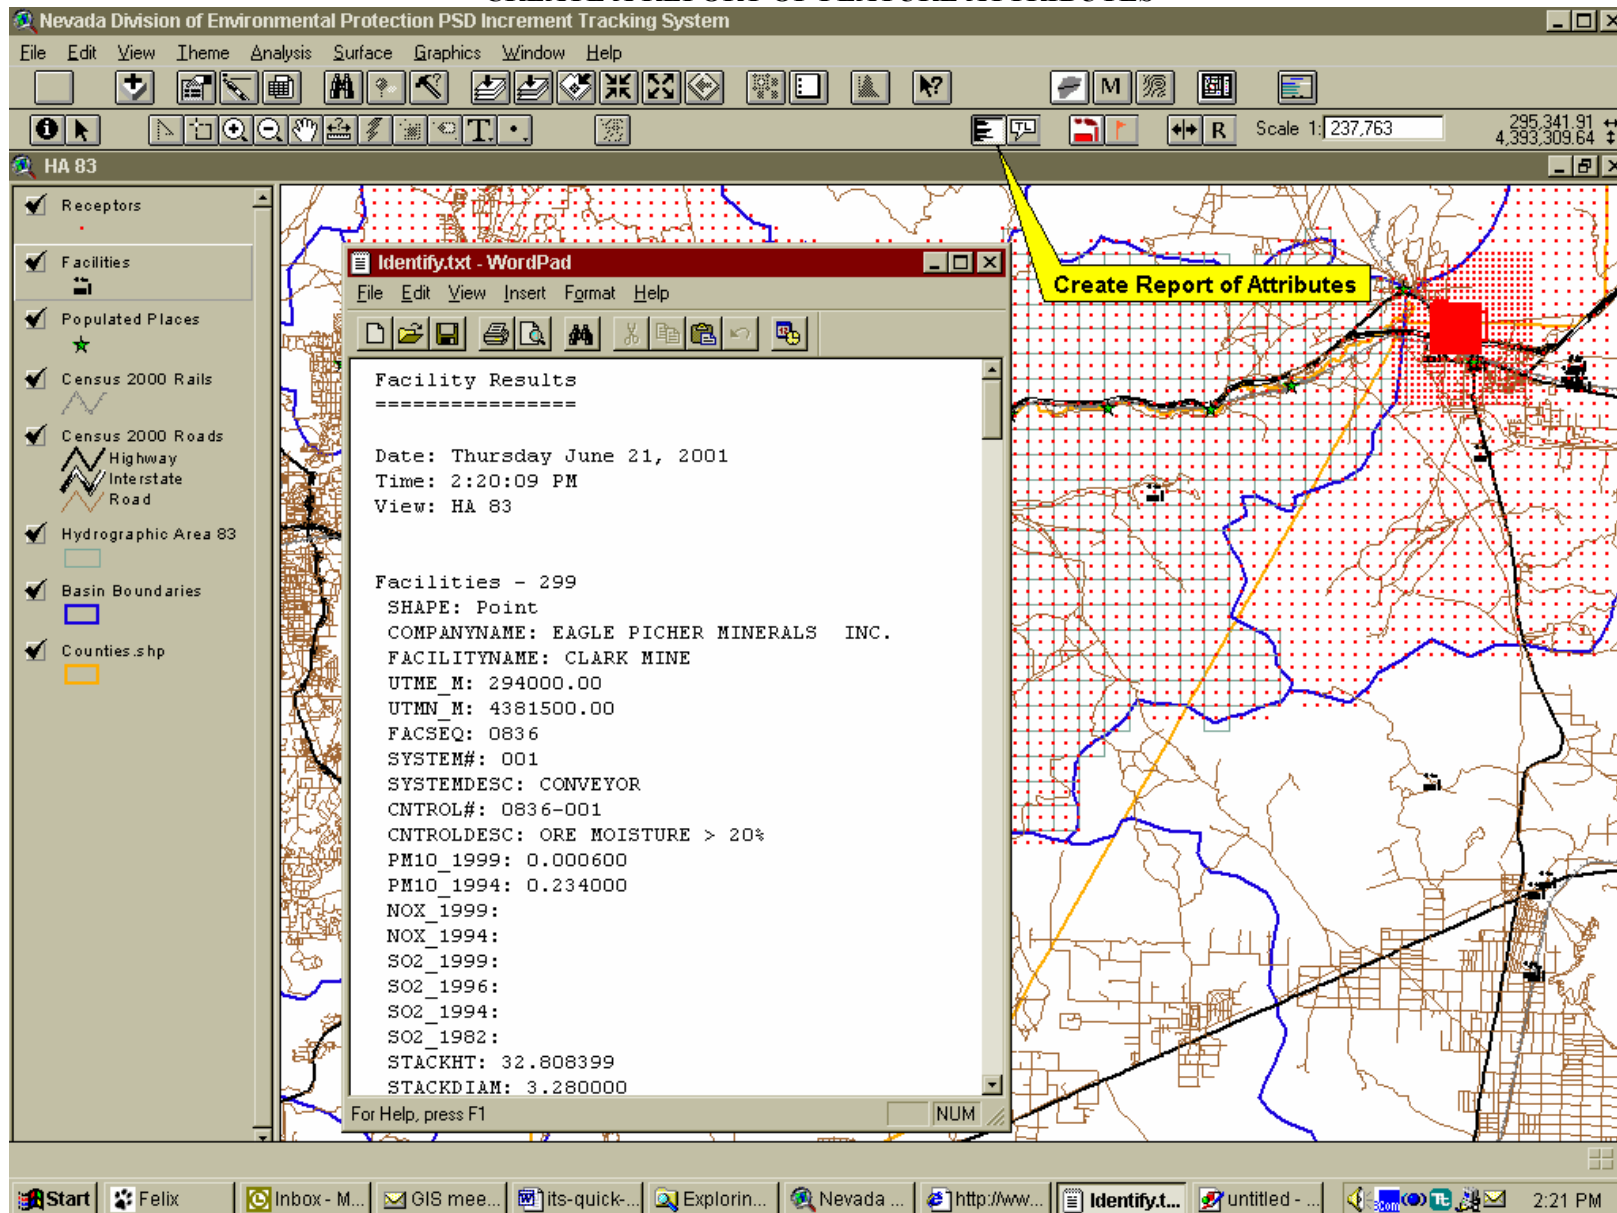 CREATE A REPORT OF FEATURE ATTRIBUTES
Nevada Division of Environmental Protection PSD Increment Tracking System
File Edit View Theme Analysis Surface Graphics Window Help
M
T
R Scale 1: 237,763 295,341.91
4,393,309.64
HA 83
Receptors
Facilities
Populated Places
Census 2000 Rails
Census 2000 Roads
Highway
Interstate
Road
Hydrographic Area 83
Basin Boundaries
Counties.shp
Create Report of Attributes
Identify.txt - WordPad
File Edit View Insert Format Help
Facility Results
================
Date: Thursday June 21, 2001
Time: 2:20:09 PM
View: HA 83
Facilities - 299
SHAPE: Point
COMPANYNAME: EAGLE PICHER MINERALS INC.
FACILITYNAME: CLARK MINE
UTME_M: 294000.00
UTMN_M: 4381500.00
FACSEQ: 0836
SYSTEM#: 001
SYSTEMDESC: CONVEYOR
CNTROL#: 0836-001
CNTROLDESC: ORE MOISTURE > 20%
PM10_1999: 0.000600
PM10_1994: 0.234000
NOX_1999:
NOX_1994:
SO2_1999:
SO2_1996:
SO2_1994:
SO2_1982:
STACKHT: 32.808399
STACKDIAM: 3.280000
For Help, press F1 NUM
Start Felix Inbox - M... GIS mee... its-quick-... Explorin... Nevada ... http://ww... Identify.t... untitled - ... 2:21 PM